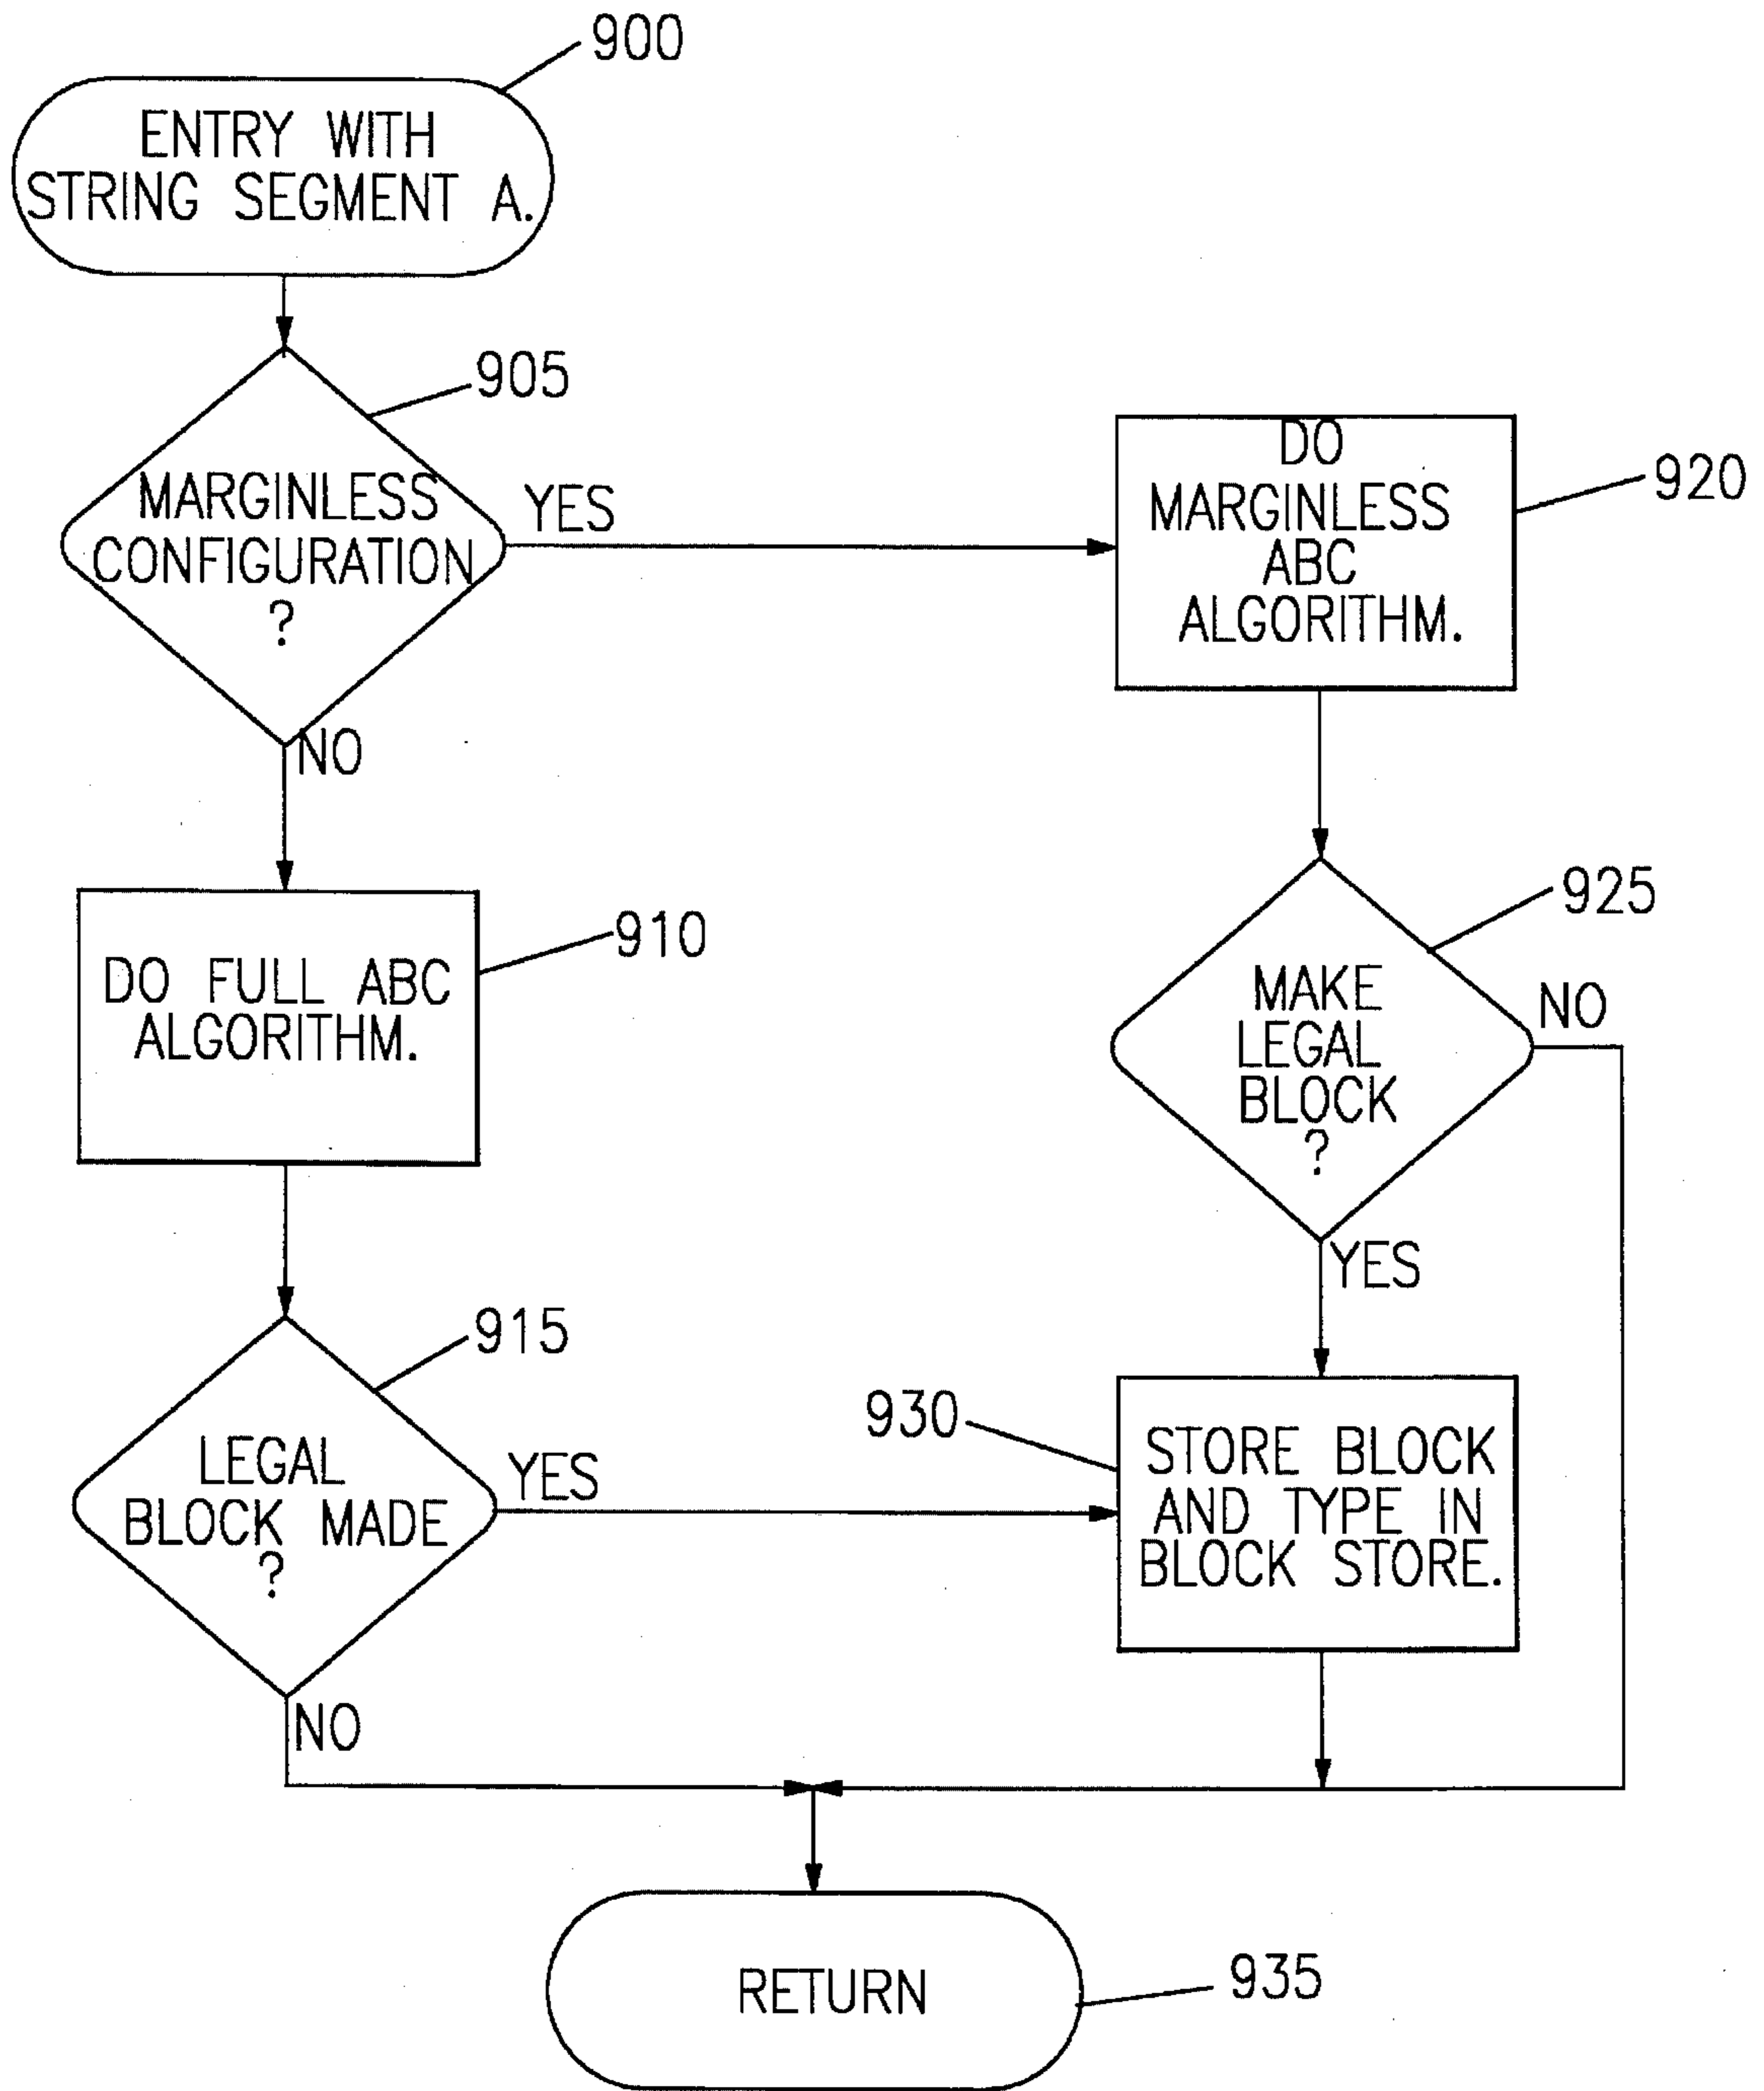 900
ENTRY WITH
STRING SEGMENT A.
905
MARGINLESS
CONFIGURATION
?
YES
NO
DO
MARGINLESS
ABC
ALGORITHM.
920
910
DO FULL ABC
ALGORITHM.
925
MAKE
LEGAL
BLOCK
?
NO
YES
915
LEGAL
BLOCK MADE
?
YES
NO
930
STORE BLOCK
AND TYPE IN
BLOCK STORE.
RETURN
935